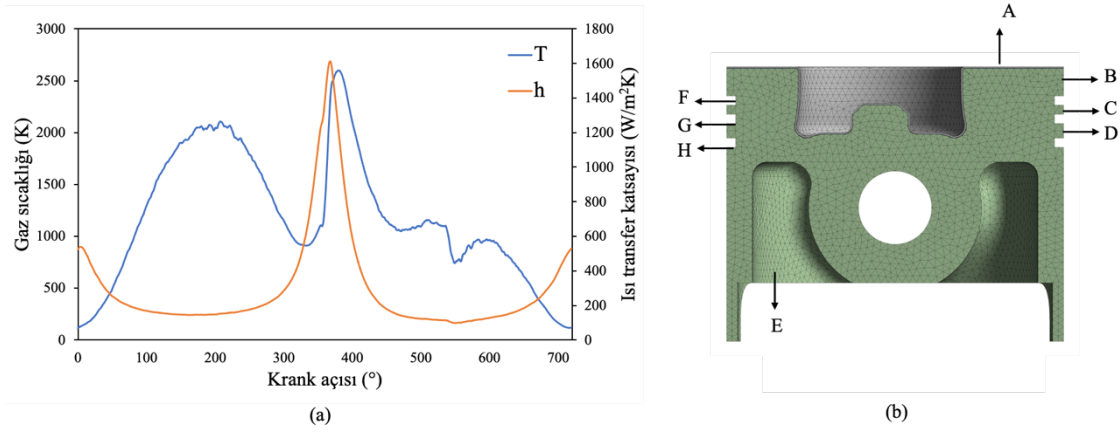 3000
2500
2000
1500
1000
500
0
Gaz sıcaklığı (K)
T
h
1800
1600
1400
1200
1000
800
600
400
200
0
Isı transfer katsayısı (W/m²K)
0 100 200 300 400 500 600 700
Krank açısı (°)
(a)
A
B
F
C
G
D
H
E
(b)